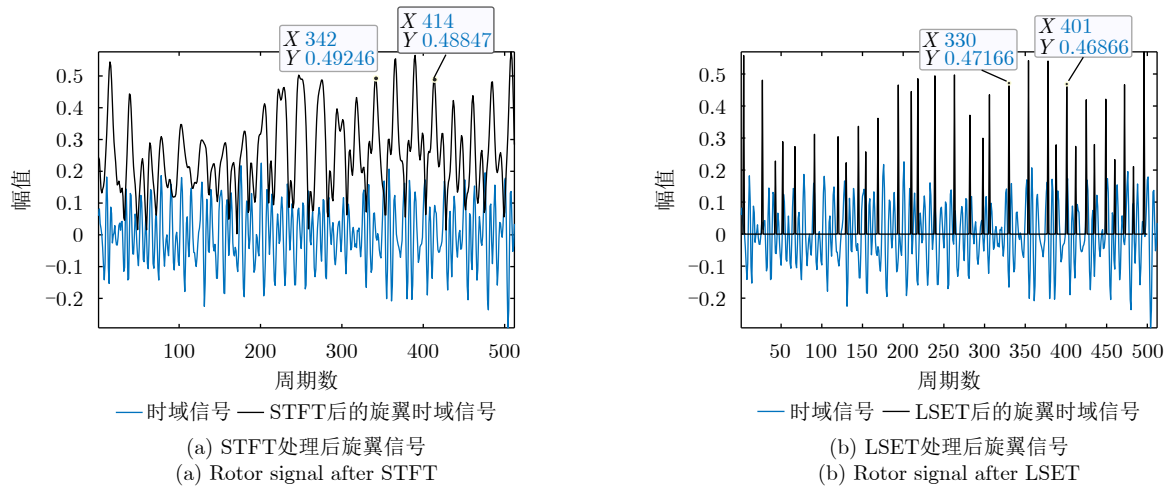 X 342
Y 0.49246
X 414
Y 0.48847
0.5
0.4
0.3
0.2
0.1
0
−0.1
−0.2
幅值
100 200 300 400 500
周期数
时域信号 STFT后的旋翼时域信号
(a) STFT处理后旋翼信号
(a) Rotor signal after STFT
X 330
Y 0.47166
X 401
Y 0.46866
0.5
0.4
0.3
0.2
0.1
0
−0.1
−0.2
幅值
50 100 150 200 250 300 350 400 450 500
周期数
时域信号 LSET后的旋翼时域信号
(b) LSET处理后旋翼信号
(b) Rotor signal after LSET